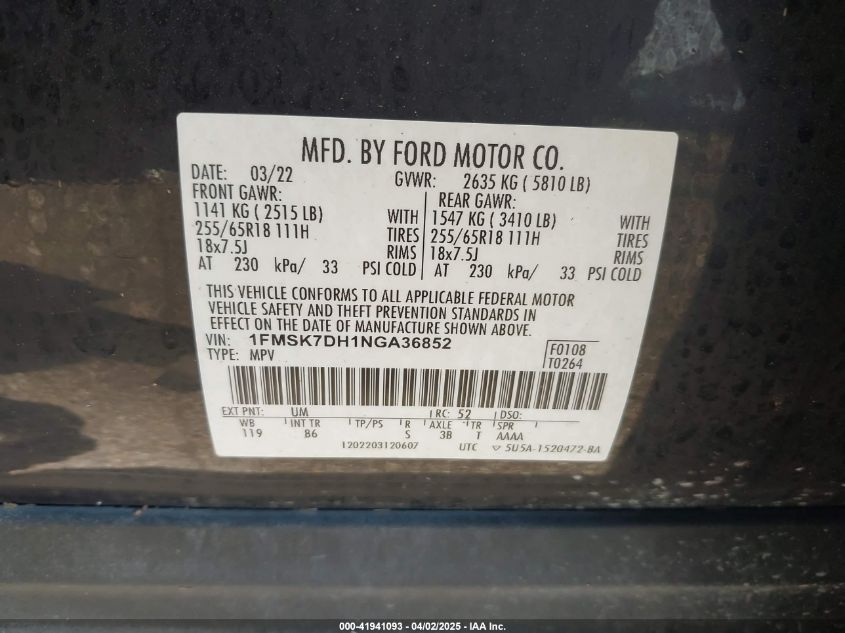 MFD. BY FORD MOTOR CO.
DATE: 03/22 GVWR: 2635 KG ( 5810 LB)
FRONT GAWR: REAR GAWR:
1141 KG ( 2515 LB) WITH 1547 KG ( 3410 LB) WITH
255/65R18 111H TIRES 255/65R18 111H TIRES
18x7.5J RIMS 18x7.5J RIMS
AT 230 kPa/ 33 PSI COLD AT 230 kPa/ 33 PSI COLD
THIS VEHICLE CONFORMS TO ALL APPLICABLE FEDERAL MOTOR
VEHICLE SAFETY AND THEFT PREVENTION STANDARDS IN
EFFECT ON THE DATE OF MANUFACTURE SHOWN ABOVE.
VIN: 1FMSK7DH1NGA36852 F0108
TYPE: MPV T0264
EXT PNT: UM RC: 52 DSO:
WB INT TR TP/PS R AXLE TR SPR
119 86 S 3B T AAAA
1202203120607 UTC 5U5A-1520472-BA
000-41941093 - 04/02/2025 - IAA Inc.